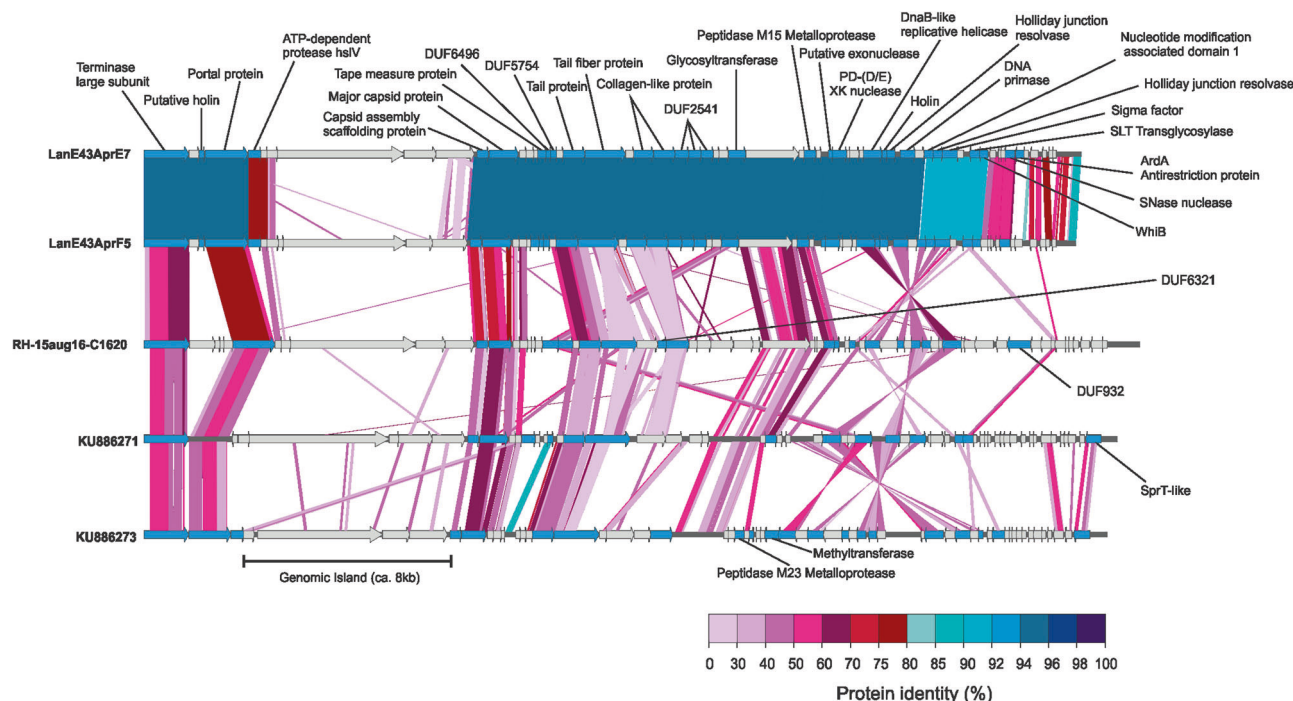 Terminase
large subunit
Putative holin
Portal protein
ATP-dependent
protease hslV
Tape measure protein
Major capsid protein
Capsid assembly
scaffolding protein
DUF6496
DUF5754
Tail protein
Tail fiber protein
Collagen-like protein
DUF2541
Glycosyltransferase
Peptidase M15 Metalloprotease
Putative exonuclease
PD-(D/E)
XK nuclease
DnaB-like
replicative helicase
Holin
Holliday junction
resolvase
DNA
primase
Nucleotide modification
associated domain 1
Holliday junction resolvase
Sigma factor
SLT Transglycosylase
ArdA
Antirestriction protein
SNase nuclease
WhiB
LanE43AprE7
LanE43AprF5
DUF6321
RH-15aug16-C1620
DUF932
KU886271
SprT-like
KU886273
Methyltransferase
Peptidase M23 Metalloprotease
Genomic Island (ca. 8kb)
0 30 40 50 60 70 75 80 85 90 92 94 96 98 100
Protein identity (%)